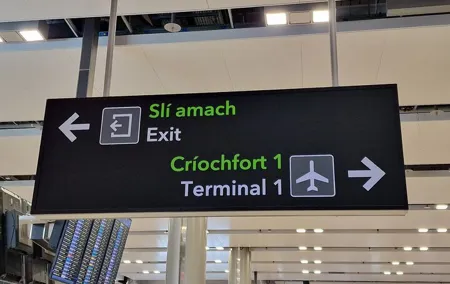 Slí amach
Exit
Críochfort 1
Terminal 1